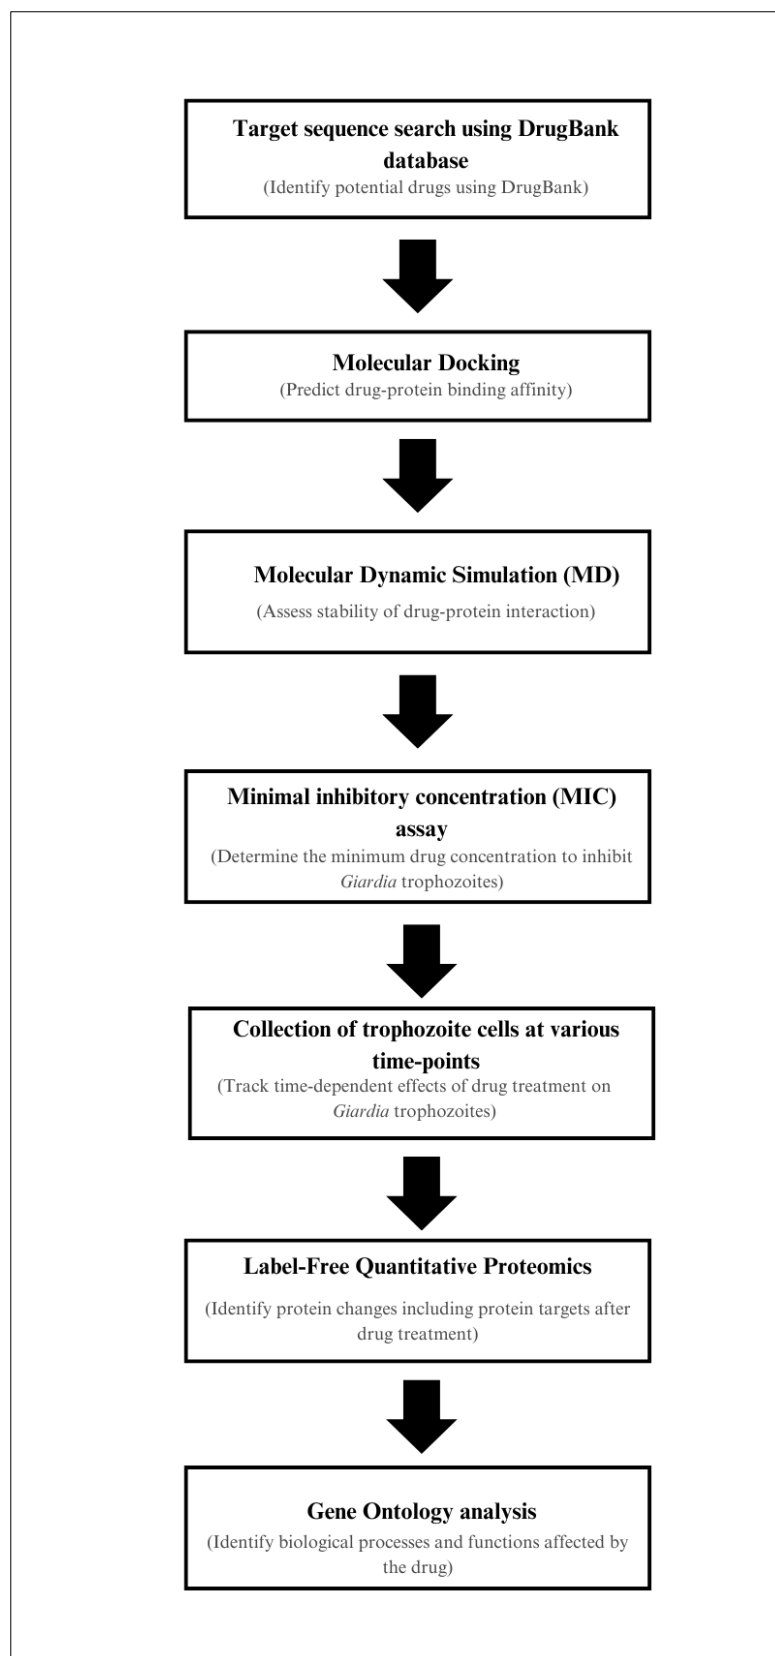 Target sequence search using DrugBank
database
(Identify potential drugs using DrugBank)
Molecular Docking
(Predict drug-protein binding affinity)
Molecular Dynamic Simulation (MD)
(Assess stability of drug-protein interaction)
Minimal inhibitory concentration (MIC)
assay
(Determine the minimum drug concentration to inhibit
Giardia trophozoites)
Collection of trophozoite cells at various
time-points
(Track time-dependent effects of drug treatment on
Giardia trophozoites)
Label-Free Quantitative Proteomics
(Identify protein changes including protein targets after
drug treatment)
Gene Ontology analysis
(Identify biological processes and functions affected by
the drug)